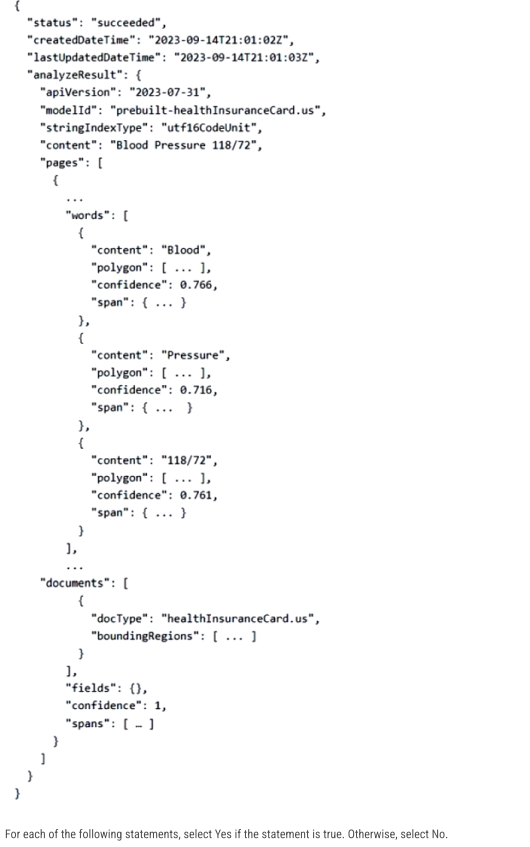 {
"status": "succeeded",
"createdDateTime": "2023-09-14T21:01:02Z",
"lastUpdatedDateTime": "2023-09-14T21:01:03Z",
"analyzeResult": {
"apiVersion": "2023-07-31",
"modelId": "prebuilt-healthInsuranceCard.us",
"stringIndexType": "utf16CodeUnit",
"content": "Blood Pressure 118/72",
"pages": [
{
...
"words": [
{
"content": "Blood",
"polygon": [ ... ],
"confidence": 0.766,
"span": { ... }
},
{
"content": "Pressure",
"polygon": [ ... ],
"confidence": 0.716,
"span": { ... }
},
{
"content": "118/72",
"polygon": [ ... ],
"confidence": 0.761,
"span": { ... }
}
],
...
"documents": [
{
"docType": "healthInsuranceCard.us",
"boundingRegions": [ ... ]
}
],
"fields": {},
"confidence": 1,
"spans": [ … ]
}
]
}
}
For each of the following statements, select Yes if the statement is true. Otherwise, select No.